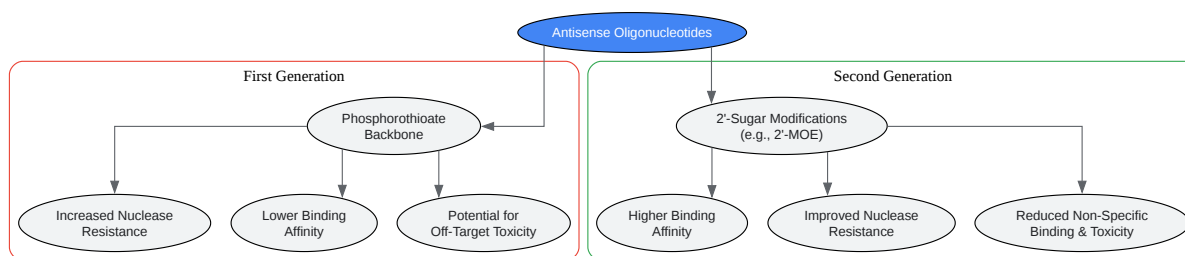 Antisense Oligonucleotides
First Generation
Second Generation
Phosphorothioate
Backbone
2'-Sugar Modifications
(e.g., 2'-MOE)
Increased Nuclease
Resistance
Lower Binding
Affinity
Potential for
Off-Target Toxicity
Higher Binding
Affinity
Improved Nuclease
Resistance
Reduced Non-Specific
Binding & Toxicity